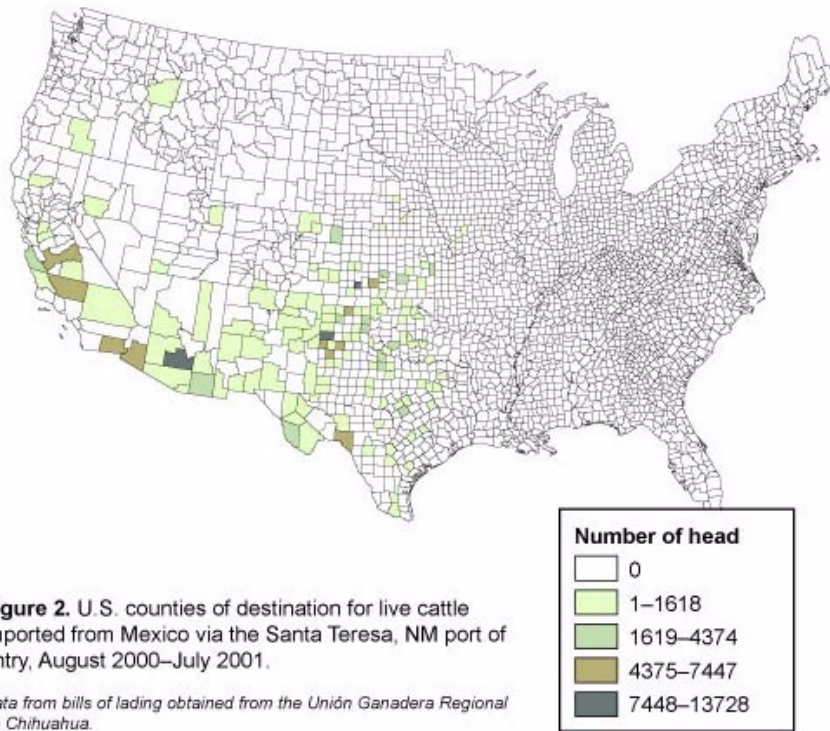 Number of head
0
1–1618
1619–4374
4375–7447
7448–13728
gure 2. U.S. counties of destination for live cattle
ported from Mexico via the Santa Teresa, NM port of
ntry, August 2000–July 2001.
ata from bills of lading obtained from the Unión Ganadera Regional
Chihuahua.